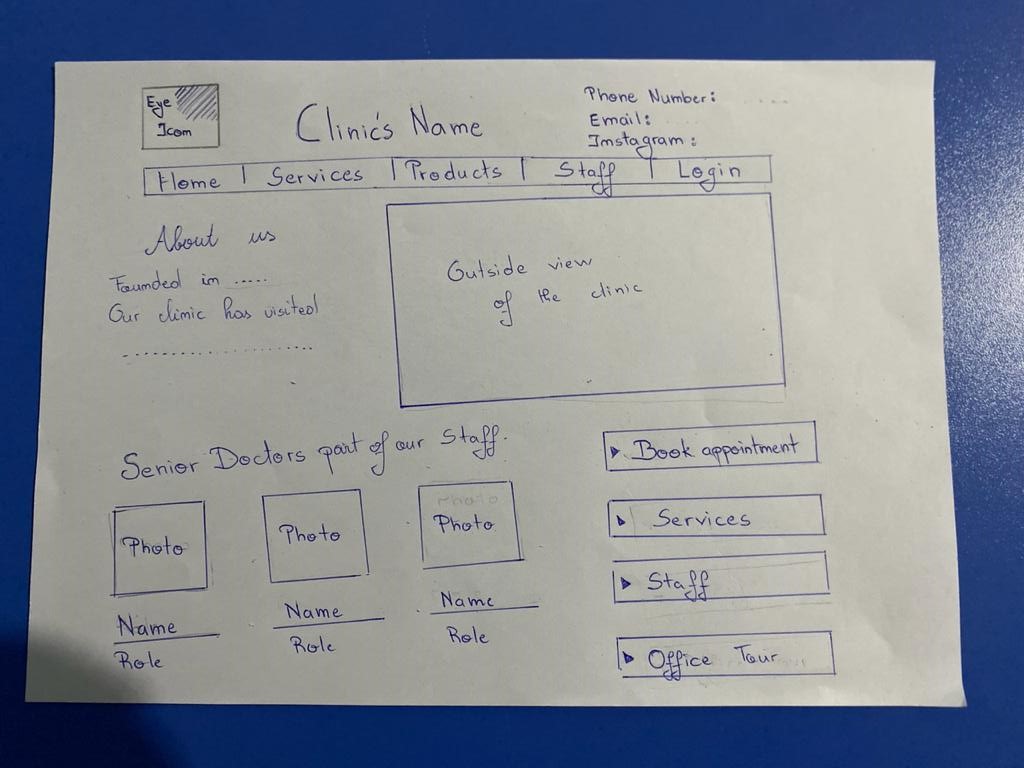 Eye
Icom
Clinic's Name
Phone Number: .....
Email:
Instagram:
Home | Services | Products | Staff | Login
About us
Founded in .....
Our clinic has visited
.....................
Outside view
of the clinic
Senior Doctors part of our Staff.
Photo
Photo
Photo
Photo
Name
Name
Name
Role
Role
Role
▶ Book appointment
▶ Services
▶ Staff
▶ Office Tour